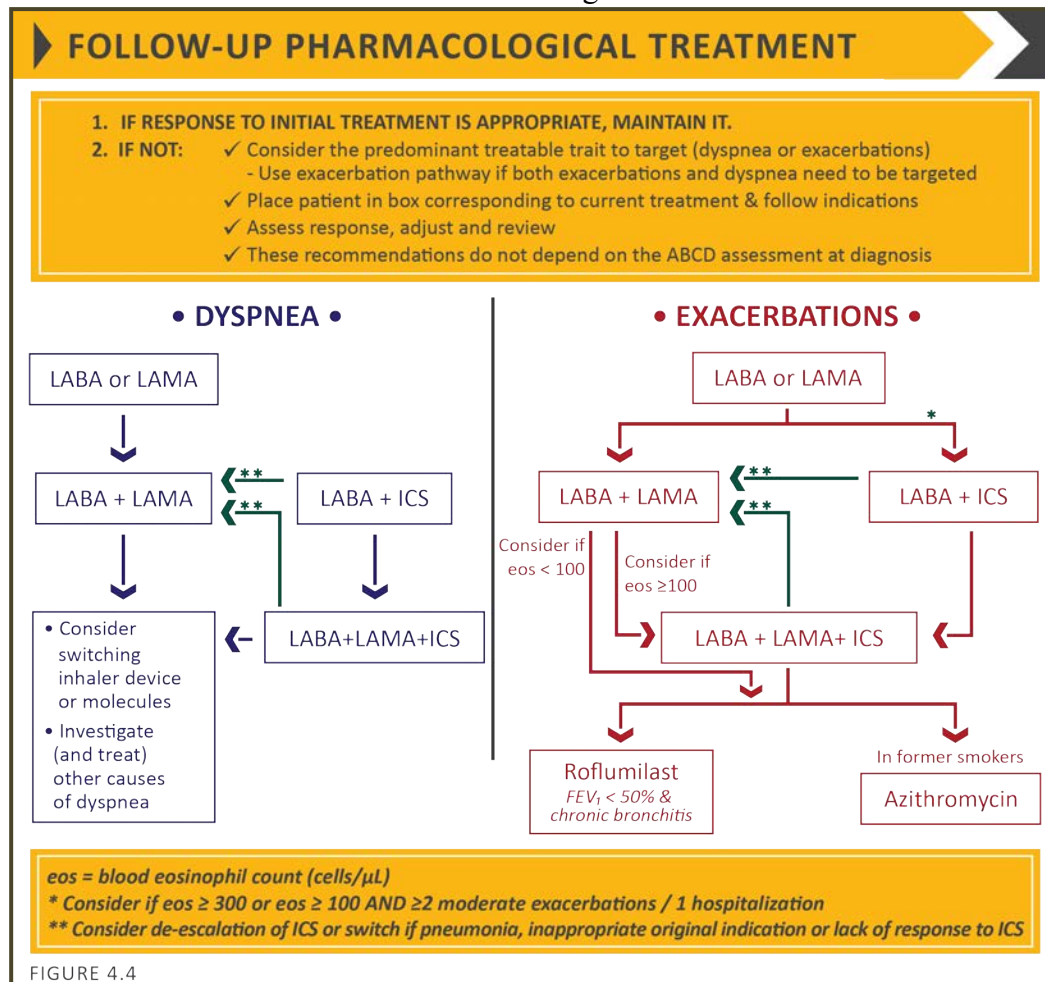 FOLLOW-UP PHARMACOLOGICAL TREATMENT
1. IF RESPONSE TO INITIAL TREATMENT IS APPROPRIATE, MAINTAIN IT.
2. IF NOT: ✓ Consider the predominant treatable trait to target (dyspnea or exacerbations)
- Use exacerbation pathway if both exacerbations and dyspnea need to be targeted
✓ Place patient in box corresponding to current treatment & follow indications
✓ Assess response, adjust and review
✓ These recommendations do not depend on the ABCD assessment at diagnosis
• DYSPNEA •
LABA or LAMA
LABA + LAMA
**
**
LABA + ICS
LABA+LAMA+ICS
• Consider
switching
inhaler device
or molecules
• Investigate
(and treat)
other causes
of dyspnea
• EXACERBATIONS •
LABA or LAMA
*
LABA + LAMA
**
**
LABA + ICS
Consider if
eos < 100
Consider if
eos ≥100
LABA + LAMA+ ICS
Roflumilast
FEV₁ < 50% &
chronic bronchitis
In former smokers
Azithromycin
eos = blood eosinophil count (cells/μL)
* Consider if eos ≥ 300 or eos ≥ 100 AND ≥2 moderate exacerbations / 1 hospitalization
** Consider de-escalation of ICS or switch if pneumonia, inappropriate original indication or lack of response to ICS
FIGURE 4.4